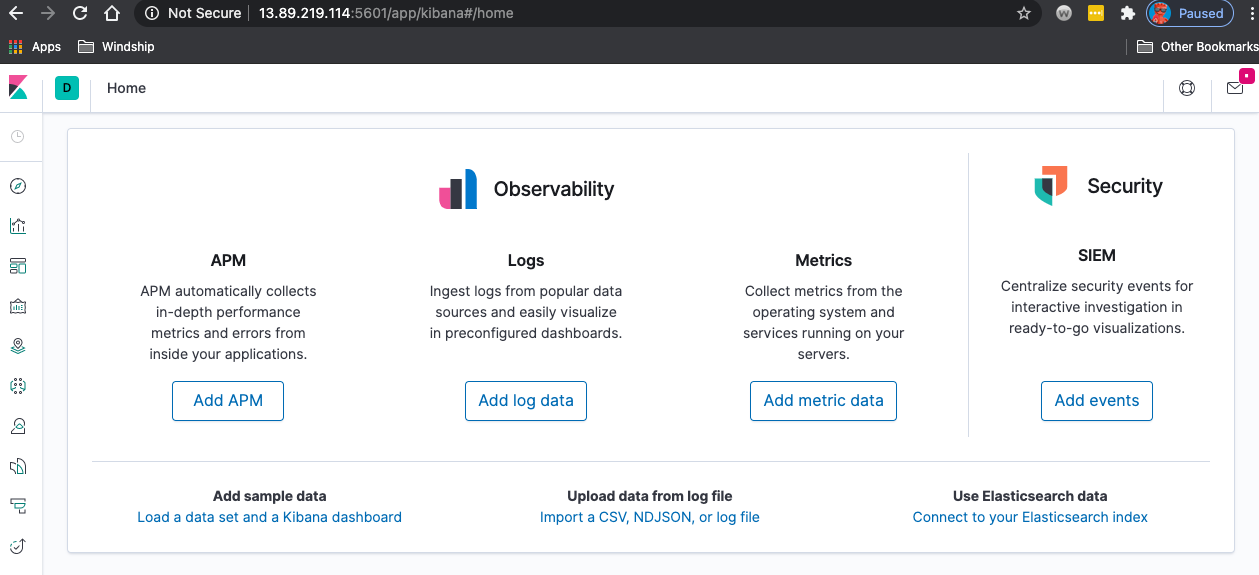 Not Secure 13.89.219.114:5601/app/kibana#/home
W
Paused
Apps
Windship
Other Bookmarks
D
Home
Observability
Security
APM
APM automatically collects
in-depth performance
metrics and errors from
inside your applications.
Add APM
Logs
Ingest logs from popular data
sources and easily visualize
in preconfigured dashboards.
Add log data
Metrics
Collect metrics from the
operating system and
services running on your
servers.
Add metric data
SIEM
Centralize security events for
interactive investigation in
ready-to-go visualizations.
Add events
Add sample data
Load a data set and a Kibana dashboard
Upload data from log file
Import a CSV, NDJSON, or log file
Use Elasticsearch data
Connect to your Elasticsearch index